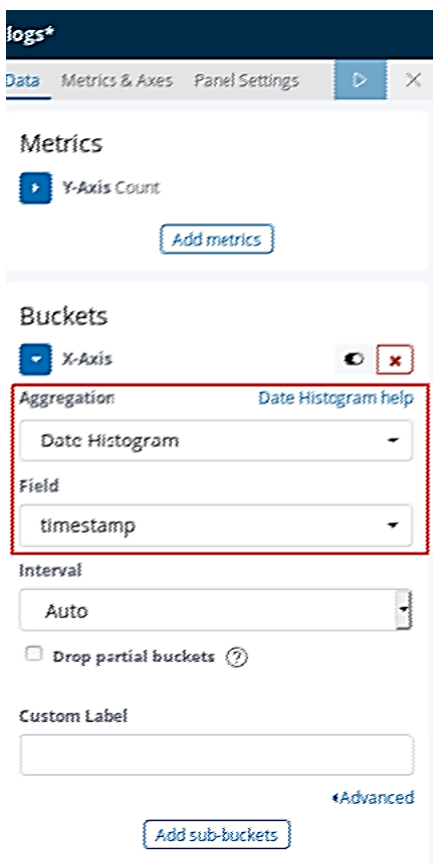 logs*
Data Metrics & Axes Panel Settings
Metrics
Y-Axis Count
Add metrics
Buckets
X-Axis
Aggregation Date Histogram help
Date Histogram
Field
timestamp
Interval
Auto
Drop partial buckets
Custom Label
Advanced
Add sub-buckets